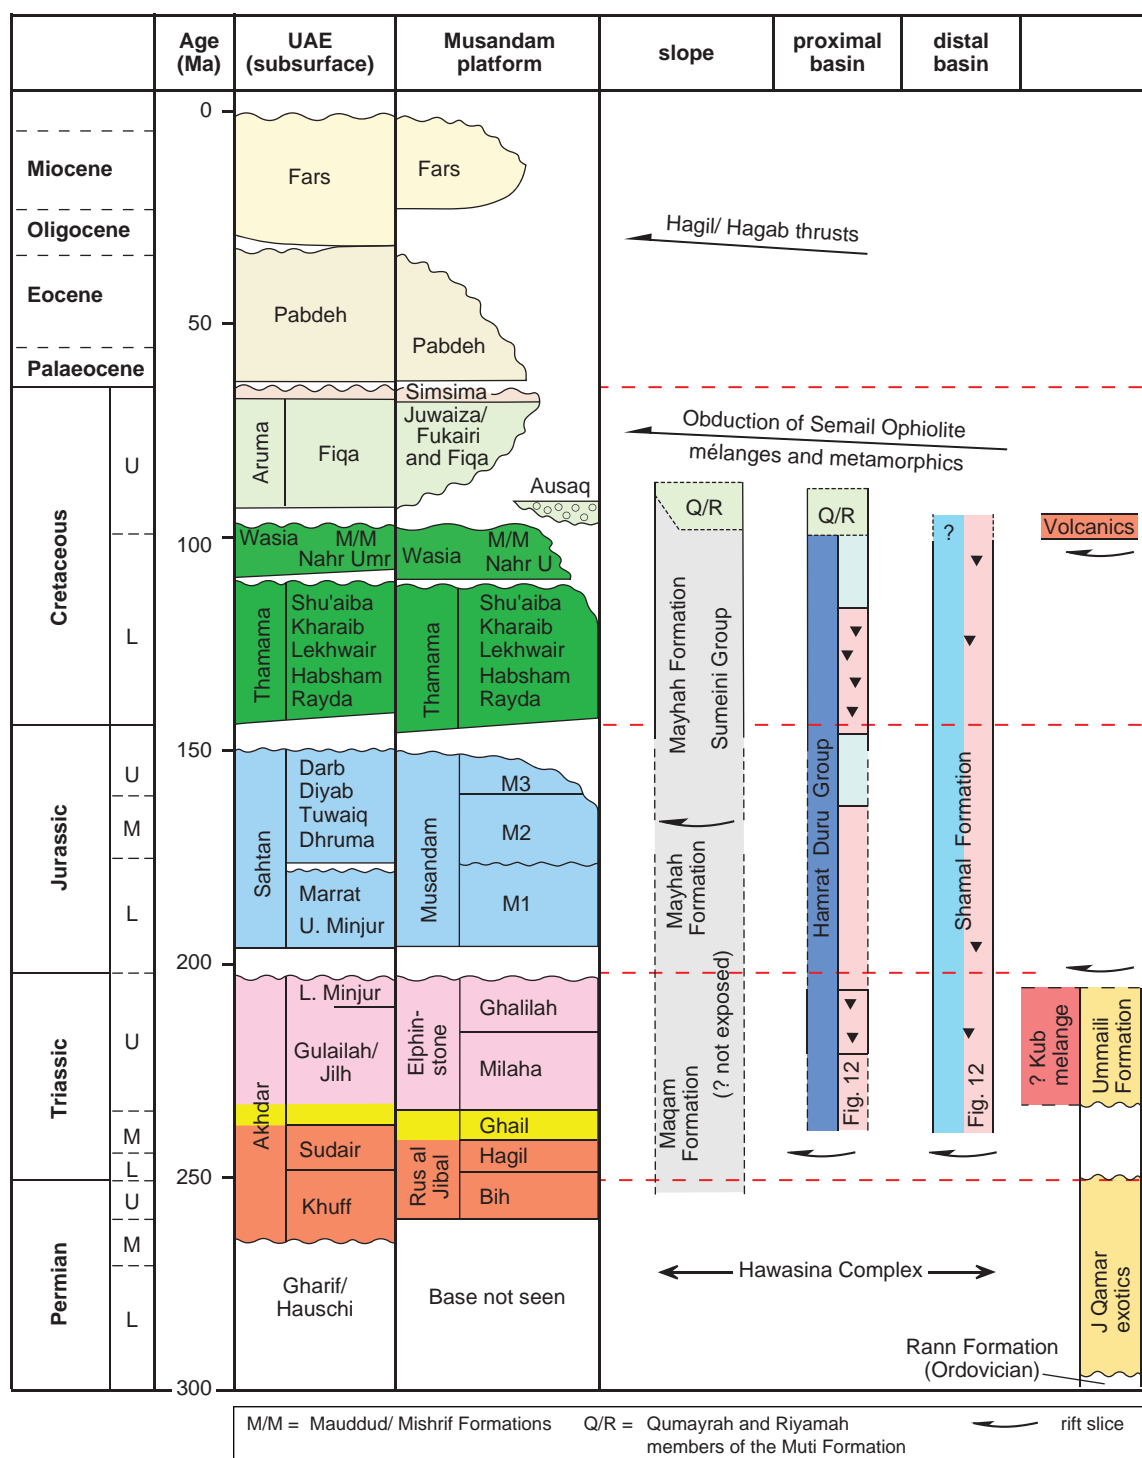 Age
(Ma)
UAE
(subsurface)
Musandam
platform
slope
proximal
basin
distal
basin
0
50
100
150
200
250
300
Miocene
Oligocene
Eocene
Palaeocene
Cretaceous
U
L
Jurassic
U
M
L
Triassic
U
M
L
Permian
U
M
L
Fars
Pabdeh
Aruma
Fiqa
Wasia
M/M
Nahr Umr
Thamama
Shu'aiba
Kharaib
Lekhwair
Habsham
Rayda
Sahtan
Darb
Diyab
Tuwaiq
Dhruma
Marrat
U. Minjur
Akhdar
L. Minjur
Gulailah/
Jilh
Sudair
Khuff
Gharif/
Hauschi
Fars
Pabdeh
Simsima
Juwaiza/
Fukairi
and Fiqa
Ausaq
Wasia
M/M
Nahr U
Thamama
Shu'aiba
Kharaib
Lekhwair
Habsham
Rayda
Musandam
M3
M2
M1
Elphin-
stone
Ghalilah
Milaha
Ghail
Rus al
Jibal
Hagil
Bih
Base not seen
Hagil/ Hagab thrusts
Obduction of Semail Ophiolite
mélanges and metamorphics
Q/R
Mayhah Formation
Sumeini Group
Mayhah
Formation
Maqam
Formation
(? not exposed)
Q/R
Hamrat Duru Group
Fig. 12
?
Shamal Formation
Fig. 12
Volcanics
? Kub
melange
Ummaili
Formation
J Qamar
exotics
Hawasina Complex
Rann Formation
(Ordovician)
M/M = Mauddud/ Mishrif Formations
Q/R = Qumayrah and Riyamah
members of the Muti Formation
rift slice